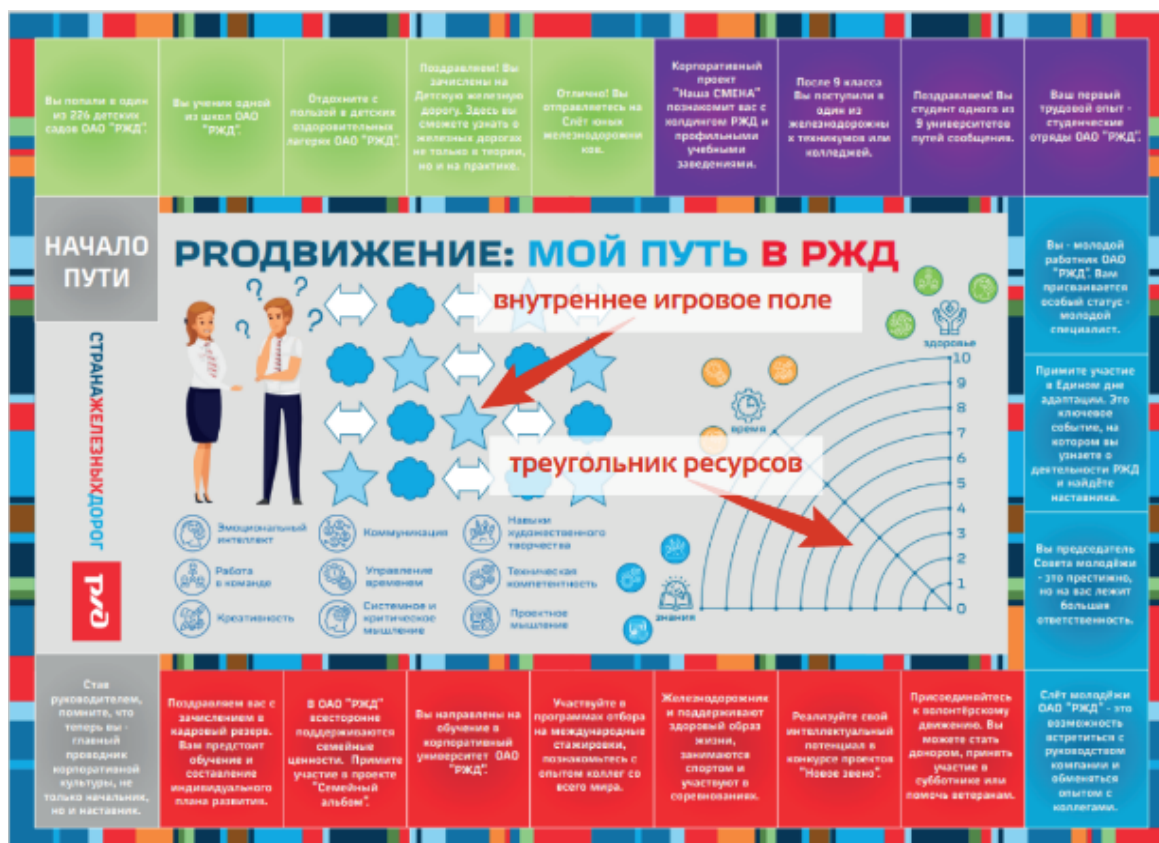 Вы попали в один
из 226 детских
садов ОАО "РЖД".
Вы ученик одной
из школ ОАО
"РЖД".
Отдохните с
пользой в детских
оздоровительных
лагерях ОАО "РЖД".
Поздравляем! Вы
зачислены на
Детскую железную
дорогу. Здесь вы
сможете узнать о
железных дорогах
не только в теории,
но и на практике.
Отлично! Вы
отправляетесь на
Слёт юных
железнодорожни
ков.
Корпоративный
проект
"Наша СМЕНА"
познакомит вас с
холдингом РЖД и
профильными
учебными
заведениями.
После 9 класса
Вы поступили в
один из
железнодорожны
х техникумов или
колледжей.
Поздравляем! Вы
студент одного из
9 университетов
путей сообщения.
Ваш первый
трудовой опыт -
студенческие
отряды ОАО "РЖД".
НАЧАЛО
ПУТИ
PROДВИЖЕНИЕ: МОЙ ПУТЬ В РЖД
внутреннее игровое поле
треугольник ресурсов
СТРАНАЖЕЛЕЗНЫХДОРОГ
РЖД
здоровье
время
знания
10
9
8
7
6
5
4
3
2
1
0
Эмоциональный
интеллект
Коммуникация
Навыки
художественного
творчества
Работа
в команде
Управление
временем
Техническая
компетентность
Креативность
Системное и
критическое
мышление
Проектное
мышление
Вы - молодой
работник ОАО
"РЖД". Вам
присваивается
особый статус -
молодой
специалист.
Примите участие
в Едином дне
адаптации. Это
ключевое
событие, на
котором вы
узнаете о
деятельности РЖД
и найдёте
наставника.
Вы председатель
Совета молодёжи
- это престижно,
но на вас лежит
большая
ответственность.
Став
руководителем,
помните, что
теперь вы -
главный
проводник
корпоративной
культуры, не
только начальник,
но и наставник.
Поздравляем вас с
зачислением в
кадровый резерв.
Вам предстоит
обучение и
составление
индивидуального
плана развития.
В ОАО "РЖД"
всесторонне
поддерживаются
семейные
ценности. Примите
участие в проекте
"Семейный
альбом".
Вы направлены на
обучение в
корпоративный
университет ОАО
"РЖД".
Участвуйте в
программах отбора
на международные
стажировки,
познакомьтесь с
опытом коллег со
всего мира.
Железнодорожник
и поддерживают
здоровый образ
жизни,
занимаются
спортом и
участвуют в
соревнованиях.
Реализуйте свой
интеллектуальный
потенциал в
конкурсе проектов
"Новое звено".
Присоединяйтесь
к волонтёрскому
движению. Вы
можете стать
донором, принять
участие в
субботнике или
помочь ветеранам.
Слёт молодёжи
ОАО "РЖД" - это
возможность
встретиться с
руководством
компании и
обменяться
опытом с
коллегами.